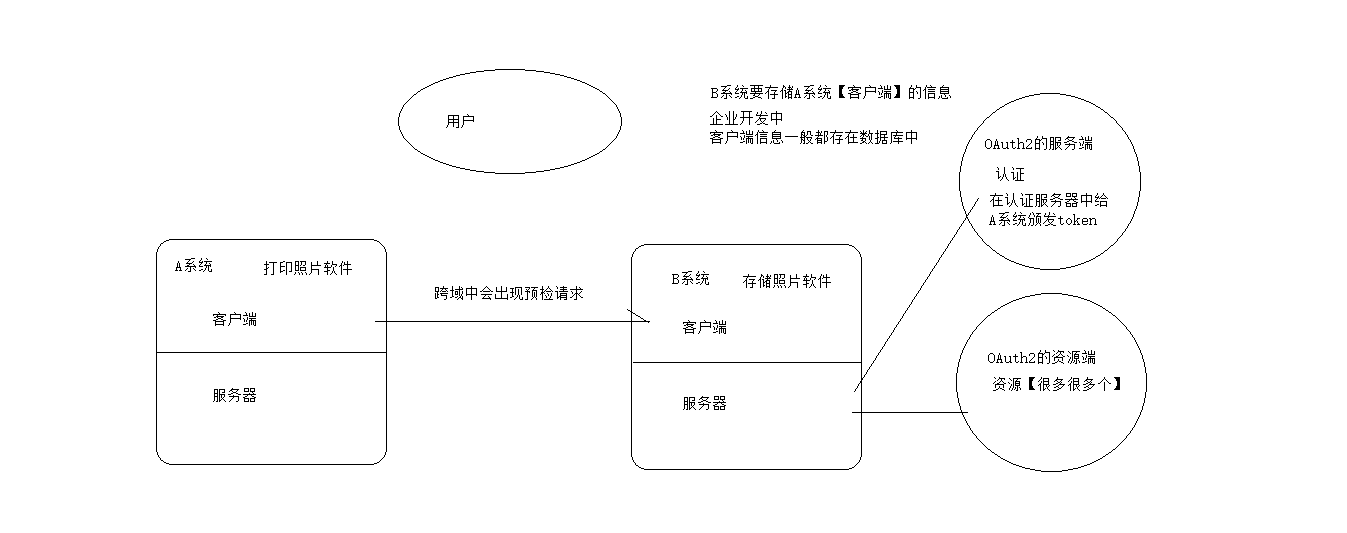 用户
B系统要存储A系统【客户端】的信息
企业开发中
客户端信息一般都存在数据库中
OAuth2的服务端
认证
在认证服务器中给
A系统颁发token
A系统
打印照片软件
客户端
服务器
跨域中会出现预检请求
B系统
存储照片软件
客户端
服务器
OAuth2的资源端
资源【很多很多个】